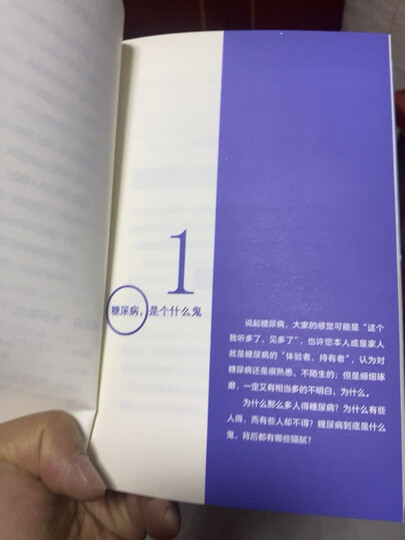 1
糖尿病，是个什么鬼
说起糖尿病，大家的感觉可能是“这个
我听多了、见多了”，也许您本人或是家人
就是糖尿病的“体验者、持有者”，认为对
糖尿病还是很熟悉、不陌生的；但是细细琢
磨，一定又有相当多的不明白、为什么。
为什么那么多人得糖尿病？为什么有些
人得，而有些人却不得？糖尿病到底是什么
鬼，背后都有哪些猫腻？